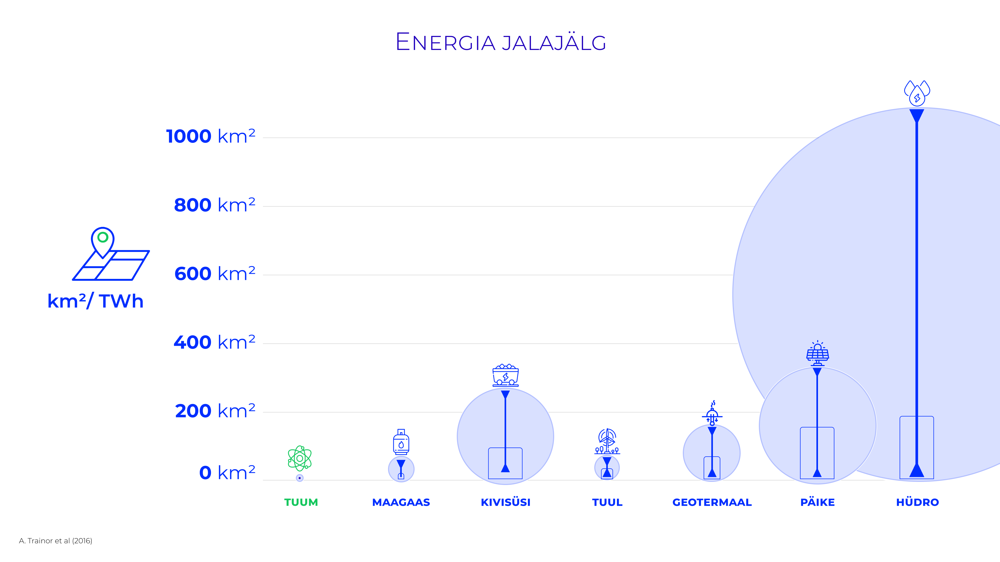 ENERGIA JALAJÄLG
1000 km²
800 km²
600 km²
km²/ TWh
400 km²
200 km²
0 km²
TUUM MAAGAAS KIVISÜSI TUUL GEOTERMAAL PÄIKE HÜDRO
A. Trainor et al (2016)